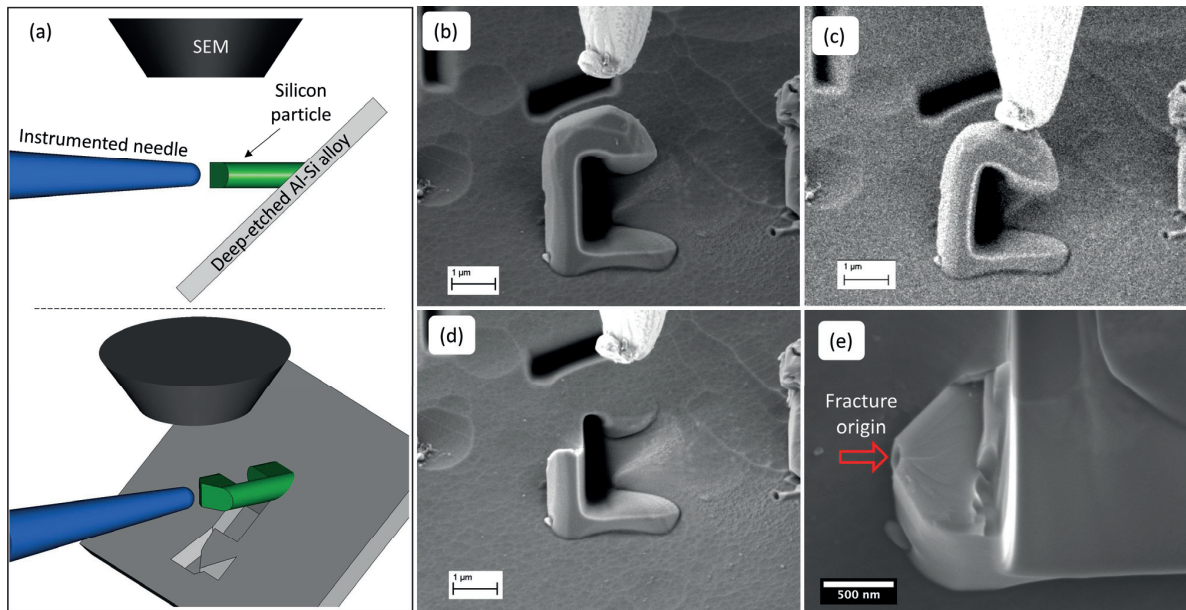 (a)
SEM
Silicon
particle
Instrumented needle
Deep-etched Al-Si alloy
(b)
1 µm
(c)
1 µm
(d)
1 µm
(e)
Fracture
origin
500 nm